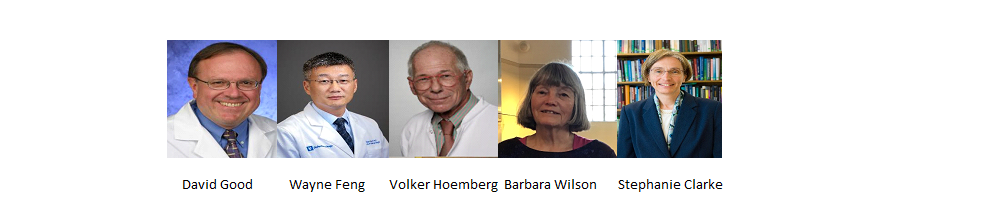 David Good Wayne Feng Volker Hoemberg Barbara Wilson Stephanie Clarke